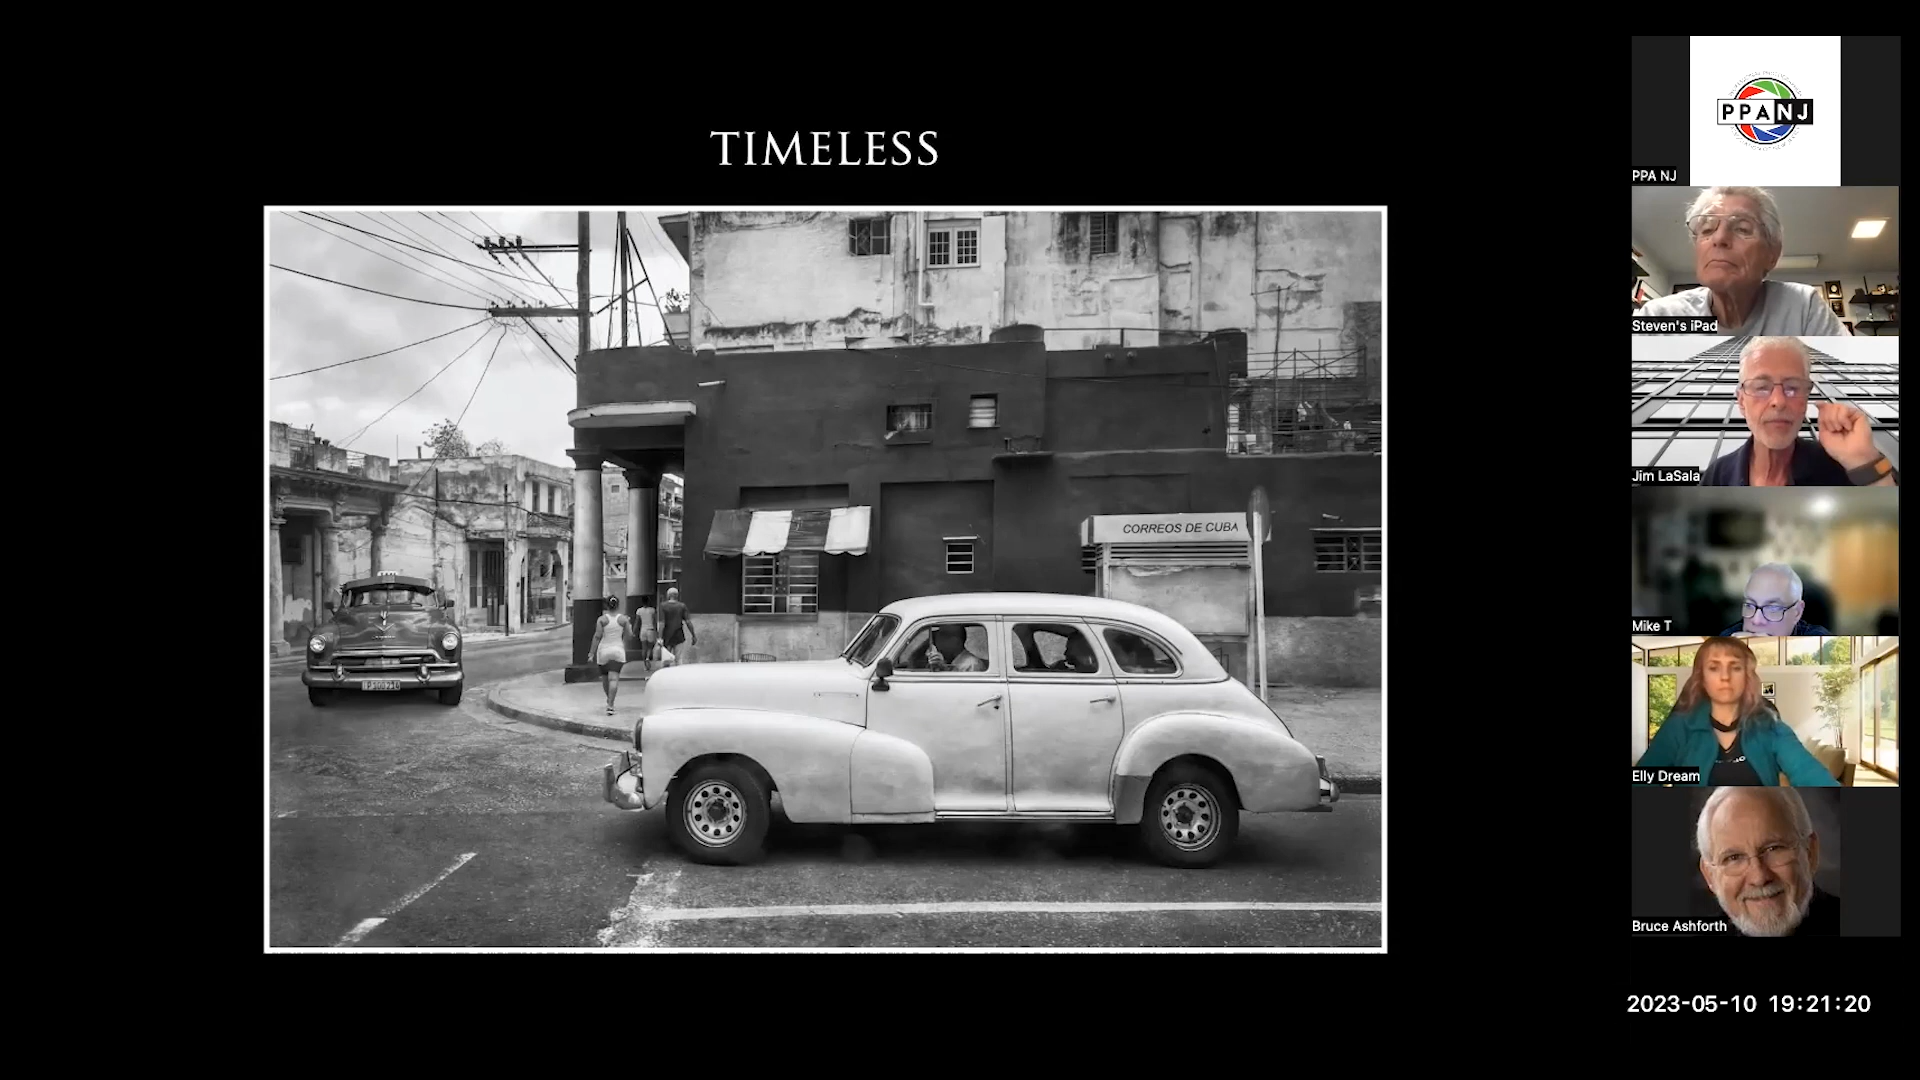 TIMELESS
CORREOS DE CUBA
PPANJ
PPA NJ
Steven's iPad
Jim LaSala
Mike T
Elly Dream
Bruce Ashforth
2023-05-10 19:21:20